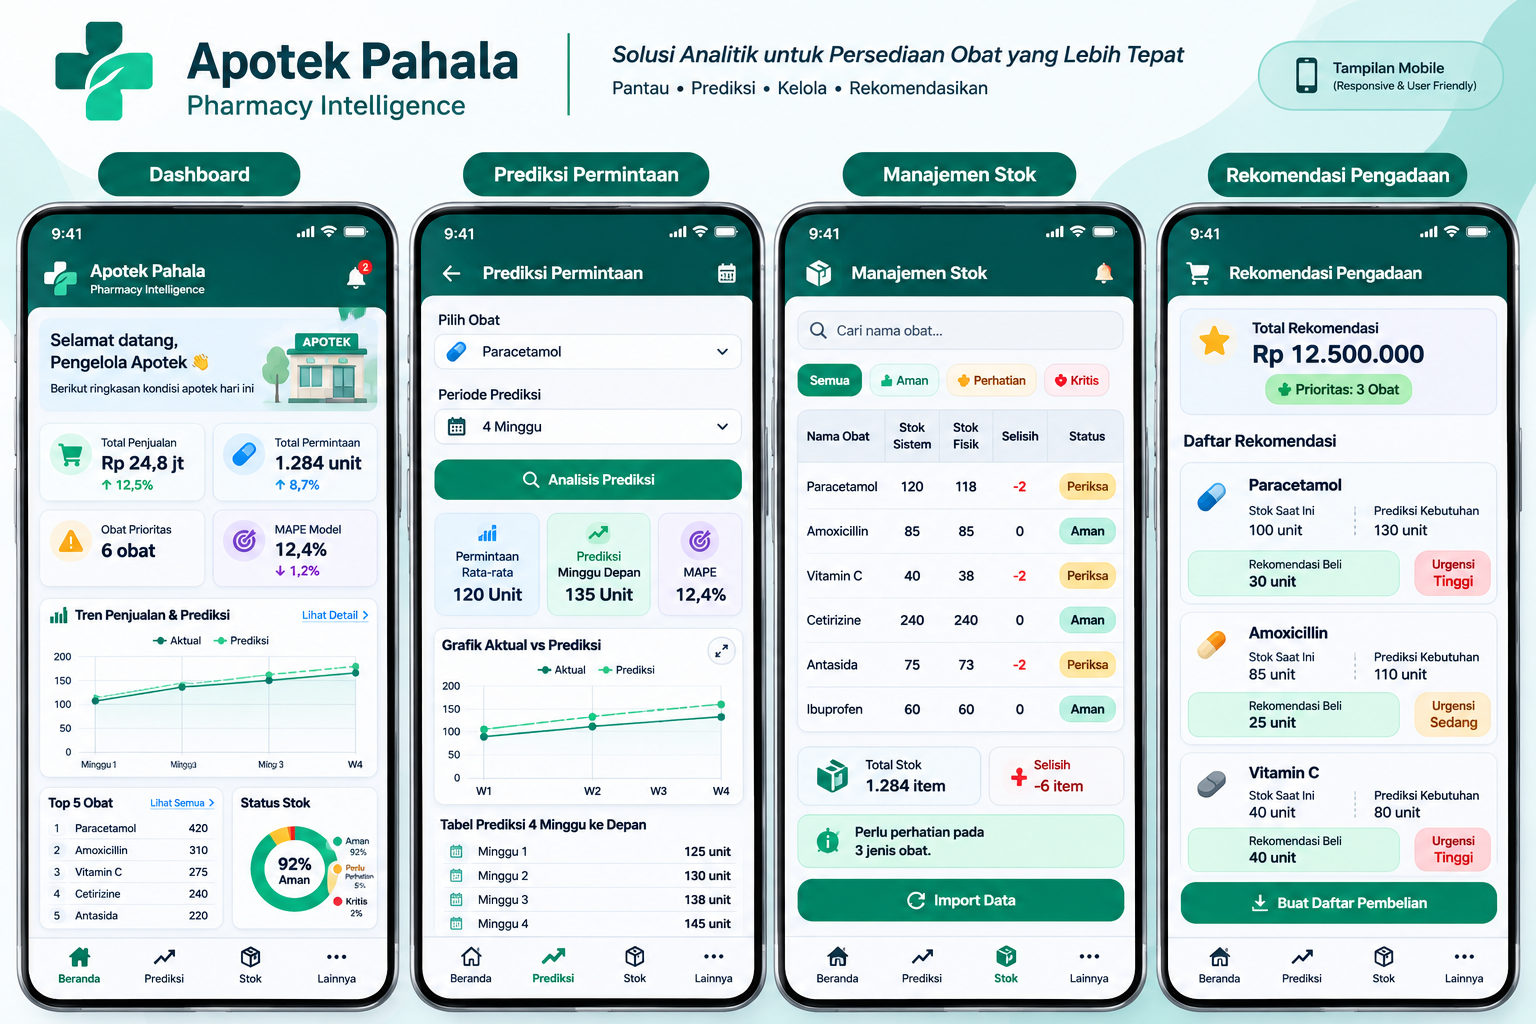 Apotek Pahala
Pharmacy Intelligence
Solusi Analitik untuk Persediaan Obat yang Lebih Tepat
Pantau • Prediksi • Kelola • Rekomendasikan
Tampilan Mobile
(Responsive & User Friendly)
Dashboard
9:41
Apotek Pahala
Pharmacy Intelligence
2
Selamat datang,
Pengelola Apotek 👋
Berikut ringkasan kondisi apotek hari ini
APOTEK
Total Penjualan
Rp 24,8 jt
↑ 12,5%
Total Permintaan
1.284 unit
↑ 8,7%
Obat Prioritas
6 obat
MAPE Model
12,4%
↓ 1,2%
Tren Penjualan & Prediksi
Lihat Detail >
Aktual
Prediksi
200
150
100
50
0
Minggu 1
W4
Top 5 Obat
Lihat Semua >
1 Paracetamol 420
2 Amoxicillin 310
3 Vitamin C 275
4 Cetirizine 240
5 Antasida 220
Status Stok
92%
Aman
Aman
92%
Perlu
Kritis
2%
Beranda
Prediksi
Stok
Lainnya
Prediksi Permintaan
9:41
Prediksi Permintaan
Pilih Obat
Paracetamol
Periode Prediksi
4 Minggu
Analisis Prediksi
Permintaan
Rata-rata
120 Unit
Prediksi
Minggu Depan
135 Unit
MAPE
12,4%
Grafik Aktual vs Prediksi
Aktual
Prediksi
200
150
100
50
0
W1
W2
W3
W4
Tabel Prediksi 4 Minggu ke Depan
Minggu 1 125 unit
Minggu 2 130 unit
Minggu 3 138 unit
Minggu 4 145 unit
Beranda
Prediksi
Stok
Lainnya
Manajemen Stok
9:41
Manajemen Stok
Cari nama obat...
Semua
Aman
Perhatian
Kritis
Nama Obat
Stok
Sistem
Stok
Fisik
Selisih
Status
Paracetamol 120 118 -2 Periksa
Amoxicillin 85 85 0 Aman
Vitamin C 40 38 -2 Periksa
Cetirizine 240 240 0 Aman
Antasida 75 73 -2 Periksa
Ibuprofen 60 60 0 Aman
Total Stok
1.284 item
Selisih
-6 item
Perlu perhatian pada
3 jenis obat.
Import Data
Beranda
Prediksi
Stok
Lainnya
Rekomendasi Pengadaan
9:41
Rekomendasi Pengadaan
Total Rekomendasi
Rp 12.500.000
Prioritas: 3 Obat
Daftar Rekomendasi
Paracetamol
Stok Saat Ini
100 unit
Prediksi Kebutuhan
130 unit
Rekomendasi Beli
30 unit
Urgensi
Tinggi
Amoxicillin
Stok Saat Ini
85 unit
Prediksi Kebutuhan
110 unit
Rekomendasi Beli
25 unit
Urgensi
Sedang
Vitamin C
Stok Saat Ini
40 unit
Prediksi Kebutuhan
80 unit
Rekomendasi Beli
40 unit
Urgensi
Tinggi
Buat Daftar Pembelian
Beranda
Prediksi
Stok
Lainnya